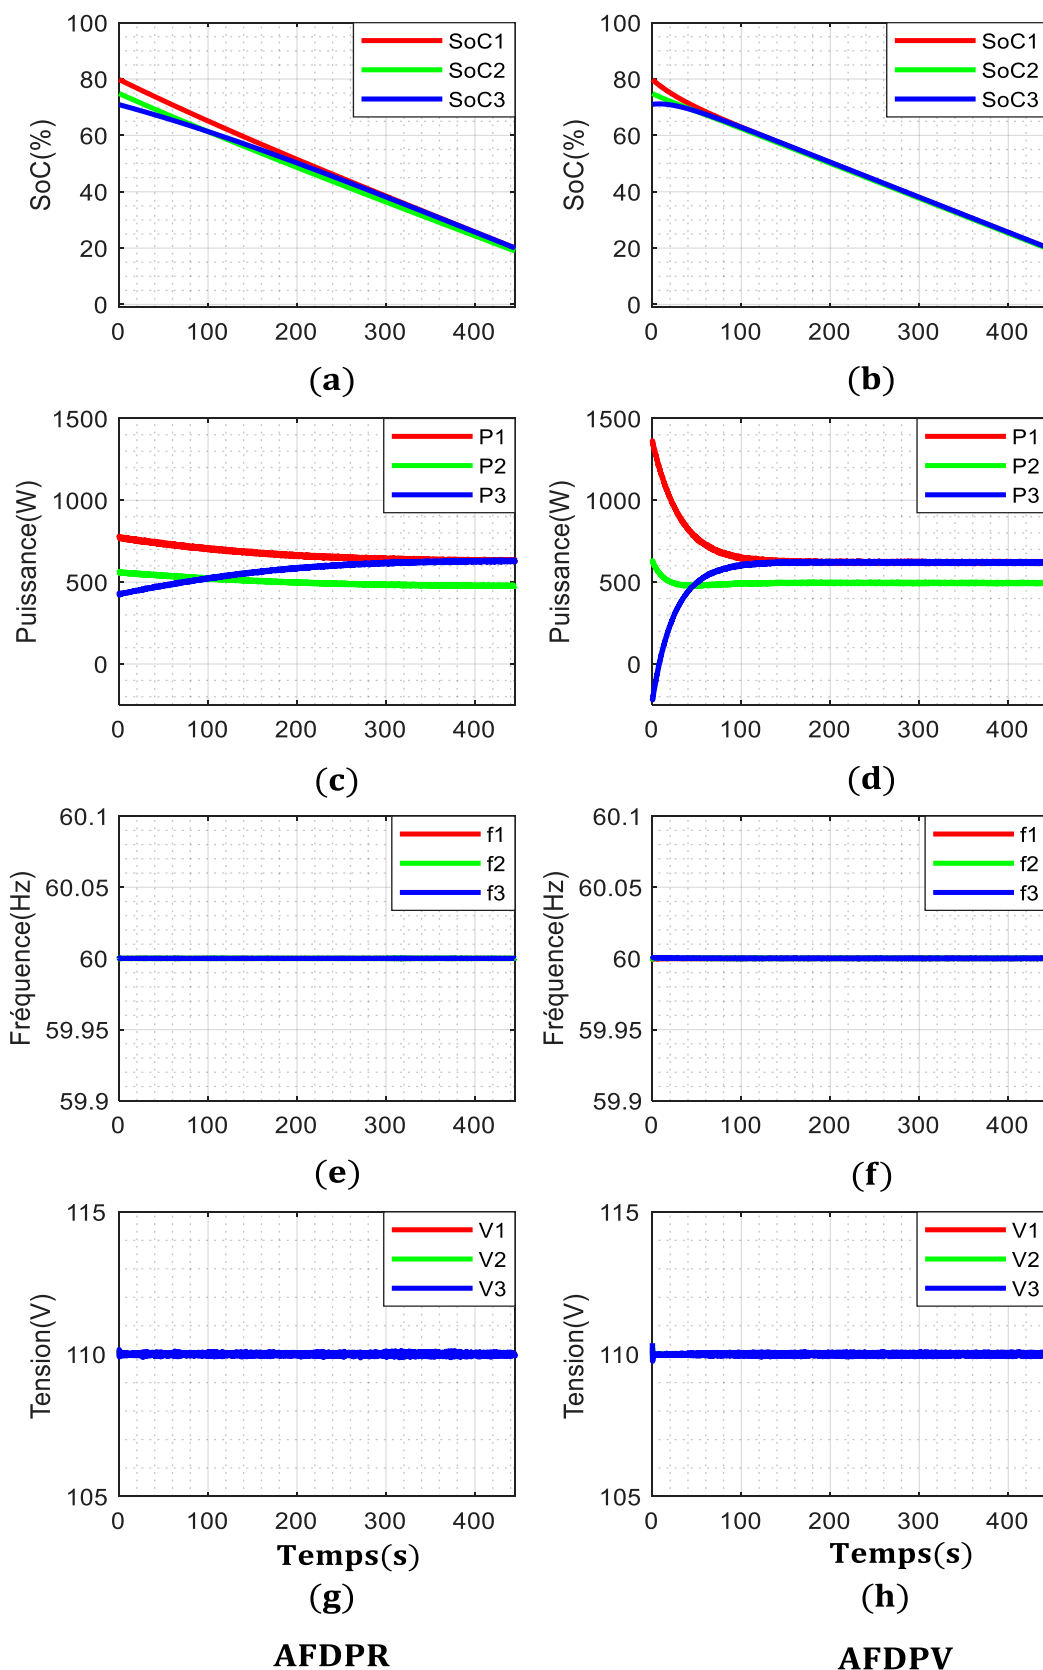 100
80
60
40
20
0
0 100 200 300 400
SoC(%)
SoC1
SoC2
SoC3
(a)
100
80
60
40
20
0
0 100 200 300 400
SoC(%)
SoC1
SoC2
SoC3
(b)
1500
1000
500
0
0 100 200 300 400
Puissance(W)
P1
P2
P3
(c)
1500
1000
500
0
0 100 200 300 400
Puissance(W)
P1
P2
P3
(d)
60.1
60.05
60
59.95
59.9
0 100 200 300 400
Fréquence(Hz)
f1
f2
f3
(e)
60.1
60.05
60
59.95
59.9
0 100 200 300 400
Fréquence(Hz)
f1
f2
f3
(f)
115
110
105
0 100 200 300 400
Tension(V)
V1
V2
V3
Temps(s)
(g)
115
110
105
0 100 200 300 400
Tension(V)
V1
V2
V3
Temps(s)
(h)
AFDPR
AFDPV